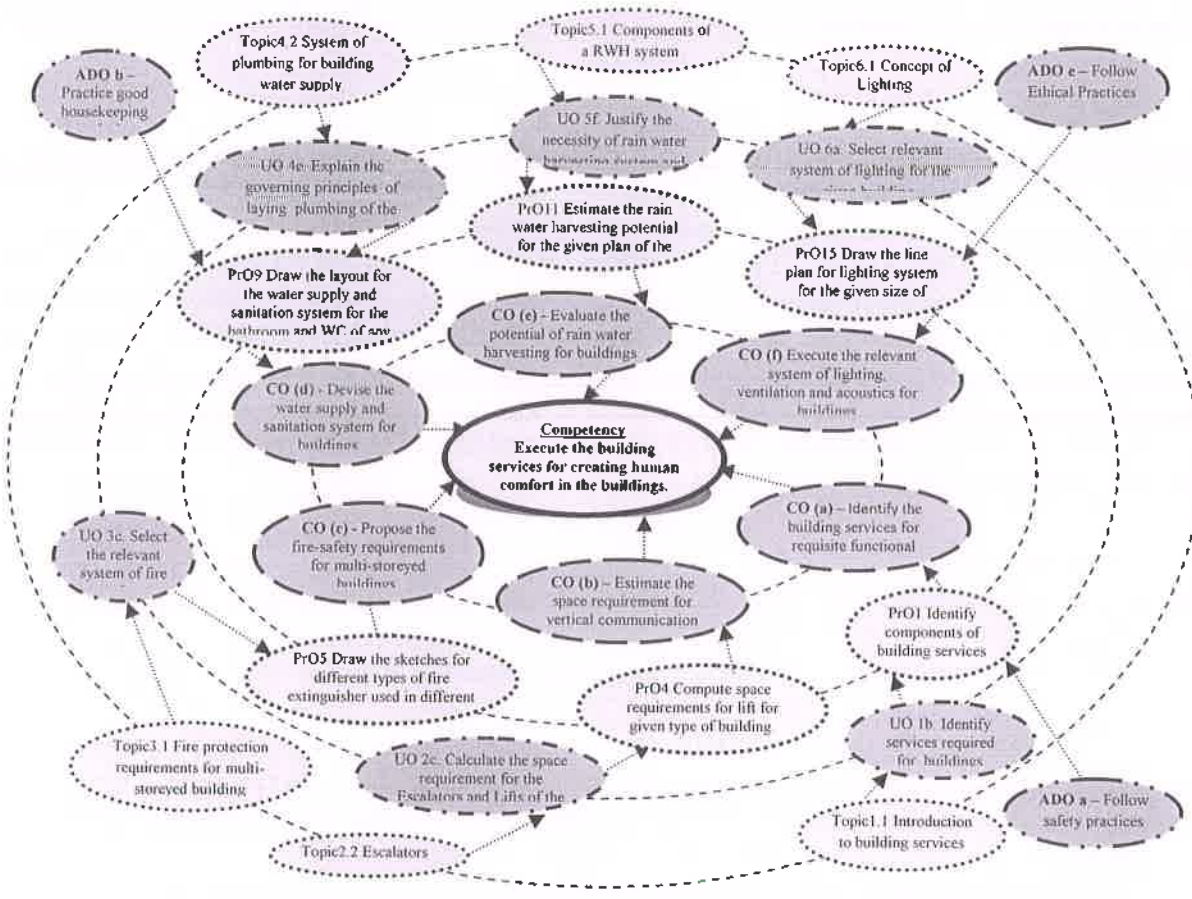 Topic4.2 System of
plumbing for building
water supply
Topic5.1 Components of
a RWH system
Topic6.1 Concept of
Lighting
ADO b –
Practice good
housekeeping
ADO e – Follow
Ethical Practices
UO 4e. Explain the
governing principles of
laying plumbing of the
UO 5f. Justify the
necessity of rain water
harvesting system and
UO 6a. Select relevant
system of lighting for the
given building
PrO11 Estimate the rain
water harvesting potential
for the given plan of the
PrO9 Draw the layout for
the water supply and
sanitation system for the
bathroom and WC of any
PrO15 Draw the line
plan for lighting system
for the given size of
CO (e) - Evaluate the
potential of rain water
harvesting for buildings
CO (d) - Devise the
water supply and
sanitation system for
buildings
CO (f) Execute the relevant
system of lighting,
ventilation and acoustics for
buildings
Competency
Execute the building
services for creating human
comfort in the buildings.
CO (c) - Propose the
fire-safety requirements
for multi-storeyed
buildings
CO (a) – Identify the
building services for
requisite functional
CO (b) – Estimate the
space requirement for
vertical communication
UO 3c. Select
the relevant
system of fire
PrO1 Identify
components of
building services
PrO5 Draw the sketches for
different types of fire
extinguisher used in different
PrO4 Compute space
requirements for lift for
given type of building
UO 1b. Identify
services required
for buildings
Topic3.1 Fire protection
requirements for multi-
storeyed building
UO 2c. Calculate the space
requirement for the
Escalators and Lifts of the
ADO a – Follow
safety practices
Topic1.1 Introduction
to building services
Topic2.2 Escalators